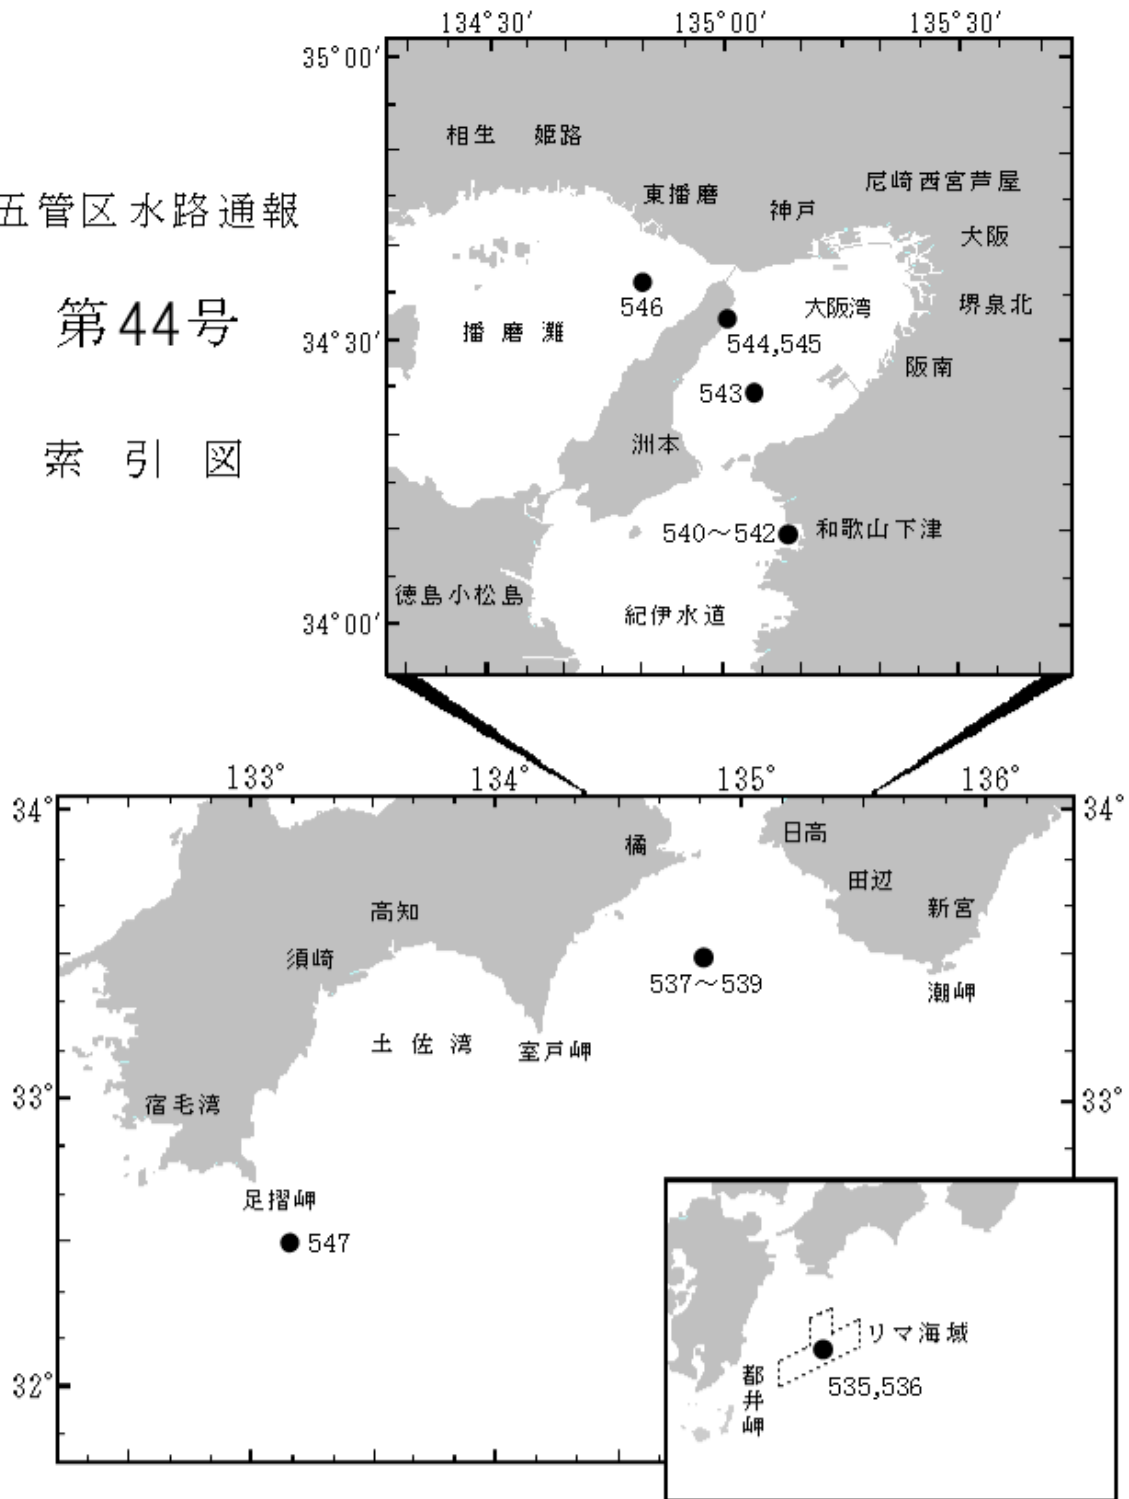 五管区水路通報
第44号
索引図
134°30′ 135°00′ 135°30′
35°00′
34°30′
34°00′
相生 姫路
東播磨
神戸
尼崎西宮芦屋
大阪
堺泉北
阪南
大阪湾
播磨灘
546
544,545
543
洲本
540～542
和歌山下津
徳島小松島
紀伊水道
133° 134° 135° 136°
34° 34°
33° 33°
32°
橘
日高
田辺
新宮
潮岬
高知
須崎
537～539
土佐湾
室戸岬
宿毛湾
足摺岬
547
リマ海域
535,536
都井岬